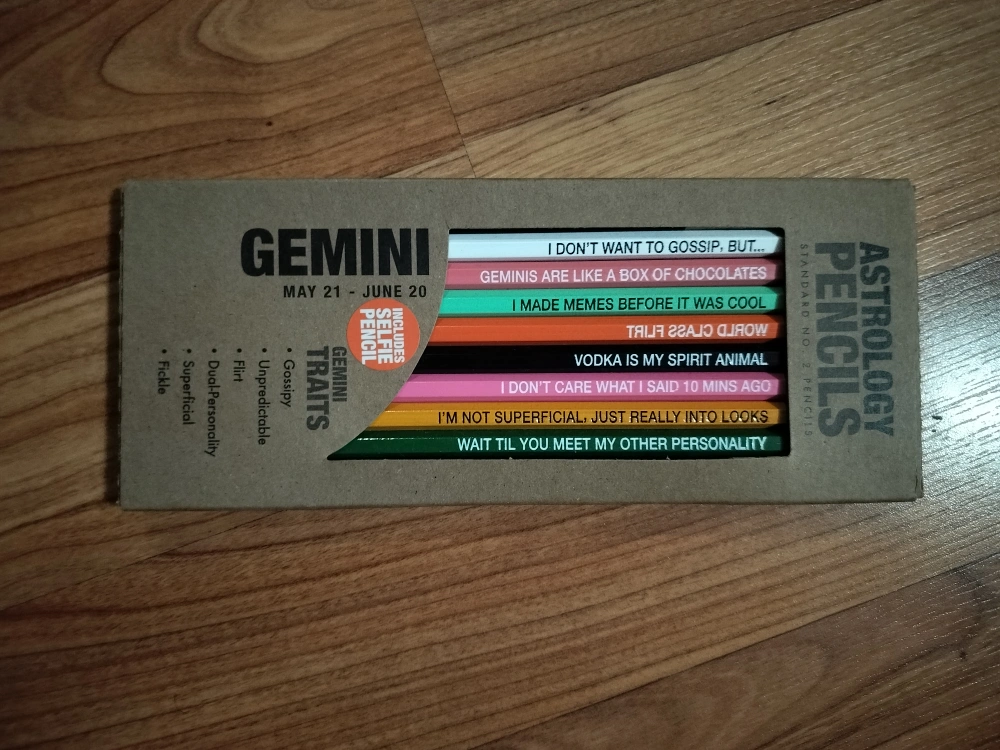 GEMINI
MAY 21 - JUNE 20
INCLUDES
SELFIE
PENCIL
GEMINI
TRAITS
• Gossipy
• Unpredictable
• Flirt
• Dual-Personality
• Superficial
• Fickle
I DON'T WANT TO GOSSIP, BUT...
GEMINIS ARE LIKE A BOX OF CHOCOLATES
I MADE MEMES BEFORE IT WAS COOL
WORLD CLASS FLIRT
VODKA IS MY SPIRIT ANIMAL
I DON'T CARE WHAT I SAID 10 MINS AGO
I'M NOT SUPERFICIAL, JUST REALLY INTO LOOKS
WAIT TIL YOU MEET MY OTHER PERSONALITY
ASTROLOGY
PENCILS
STANDARD NO. 2 PENCILS